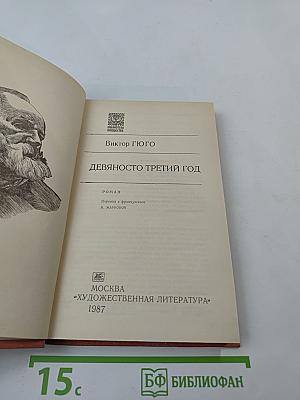 Виктор ГЮГО
ДЕВЯНОСТО ТРЕТИЙ ГОД
РОМАН
Перевод с французского
МОСКВА
«ХУДОЖЕСТВЕННАЯ ЛИТЕРАТУРА»
1987
15с
БФ БИБЛИОФАН